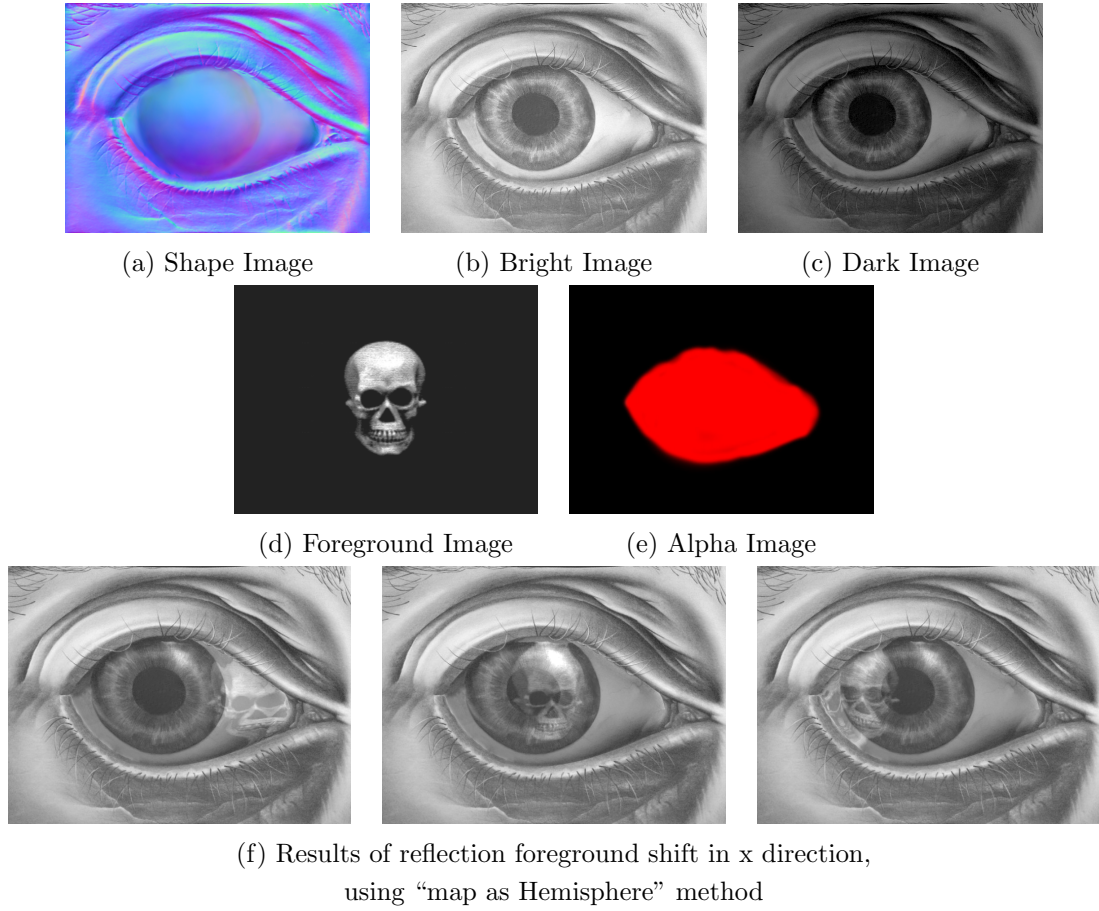 (a) Shape Image
(b) Bright Image
(c) Dark Image
(d) Foreground Image
(e) Alpha Image
(f) Results of reflection foreground shift in x direction,
using “map as Hemisphere” method